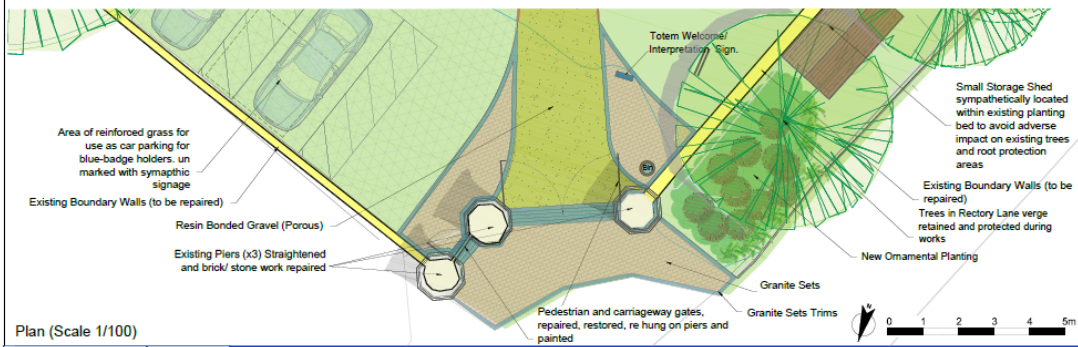 Totem Welcome/
Interpretation Sign.
Area of reinforced grass for
use as car parking for
blue-badge holders. un
marked with symapthic
signage
Existing Boundary Walls (to be repaired)
Resin Bonded Gravel (Porous)
Existing Piers (x3) Straightened
and brick/ stone work repaired
Bin
Small Storage Shed
sympathetically located
within existing planting
bed to avoid adverse
impact on existing trees
and root protection
areas
Existing Boundary Walls (to be
repaired)
Trees in Rectory Lane verge
retained and protected during
works
New Ornamental Planting
Granite Sets
Granite Sets Trims
Pedestrian and carriageway gates,
repaired, restored, re hung on piers and
painted
Plan (Scale 1/100)
N
0 1 2 3 4 5m